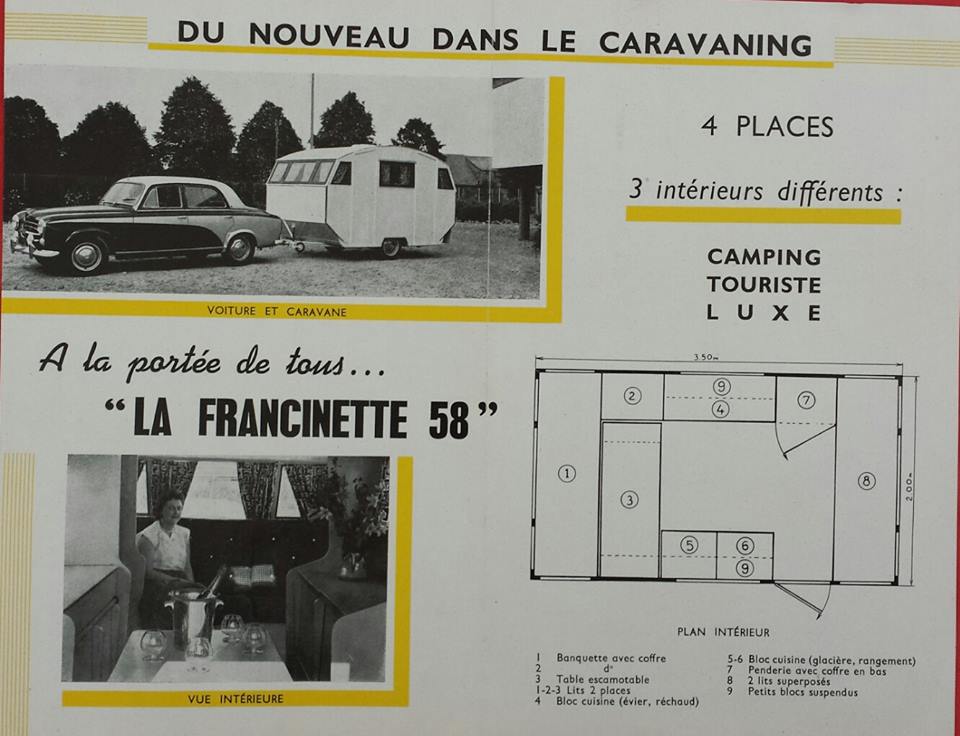 DU NOUVEAU DANS LE CARAVANING
VOITURE ET CARAVANE
4 PLACES
3 intérieurs différents :
CAMPING
TOURISTE
LUXE
A la portée de tous...
“LA FRANCINETTE 58”
VUE INTÉRIEURE
3.50m
2
9
4
7
1
3
8
2.00m
5
6
9
PLAN INTÉRIEUR
1 Banquette avec coffre
2 d°
3 Table escamotable
1-2-3 Lits 2 places
4 Bloc cuisine (évier, réchaud)
5-6 Bloc cuisine (glacière, rangement)
7 Penderie avec coffre en bas
8 2 lits superposés
9 Petits blocs suspendus